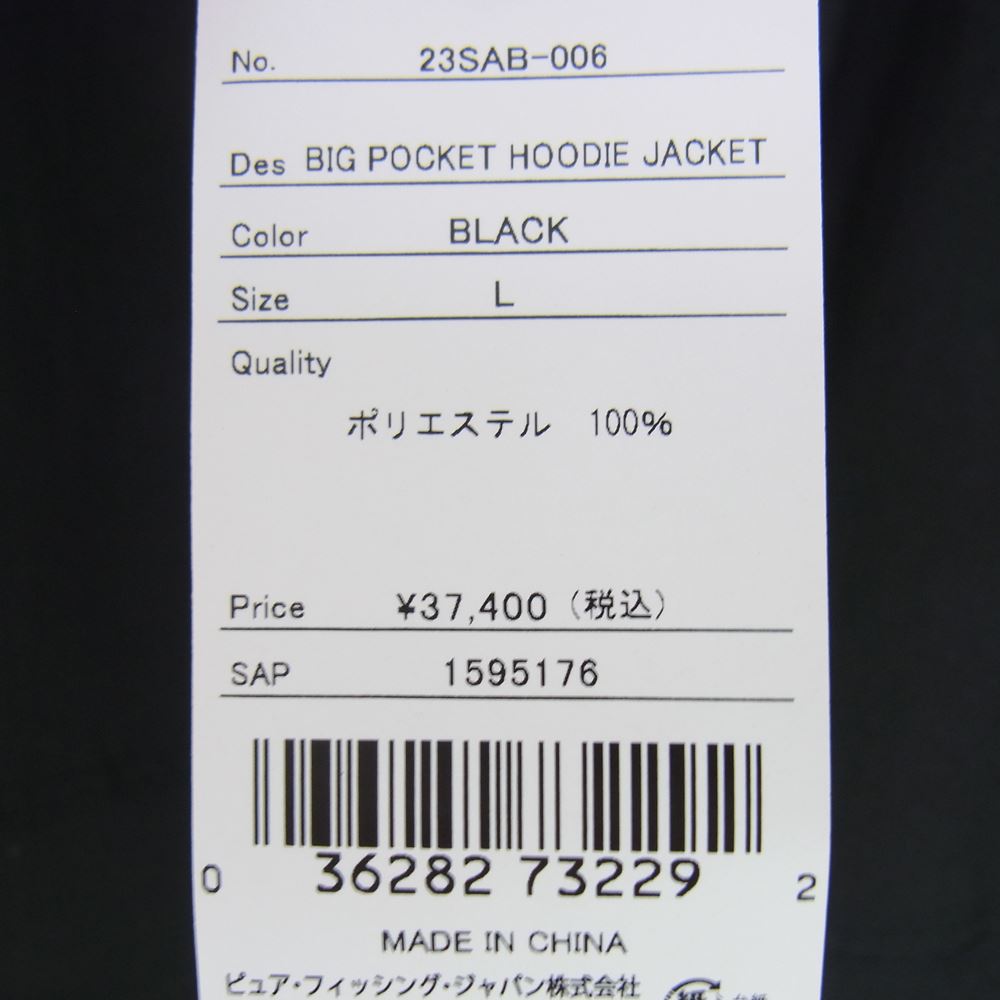 No. 23SAB-006
Des BIG POCKET HOODIE JACKET
Color BLACK
Size L
Quality
ポリエステル 100%
Price ¥37,400（税込）
SAP 1595176
0 36282 73229 2
MADE IN CHINA
ピュア・フィッシング・ジャパン株式会社